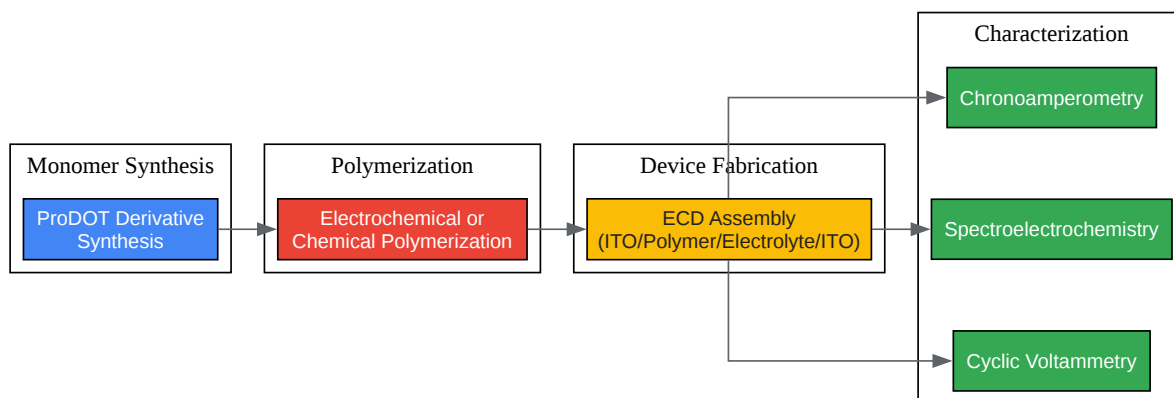 Monomer Synthesis
ProDOT Derivative
Synthesis
Polymerization
Electrochemical or
Chemical Polymerization
Device Fabrication
ECD Assembly
(ITO/Polymer/Electrolyte/ITO)
Characterization
Chronoamperometry
Spectroelectrochemistry
Cyclic Voltammetry